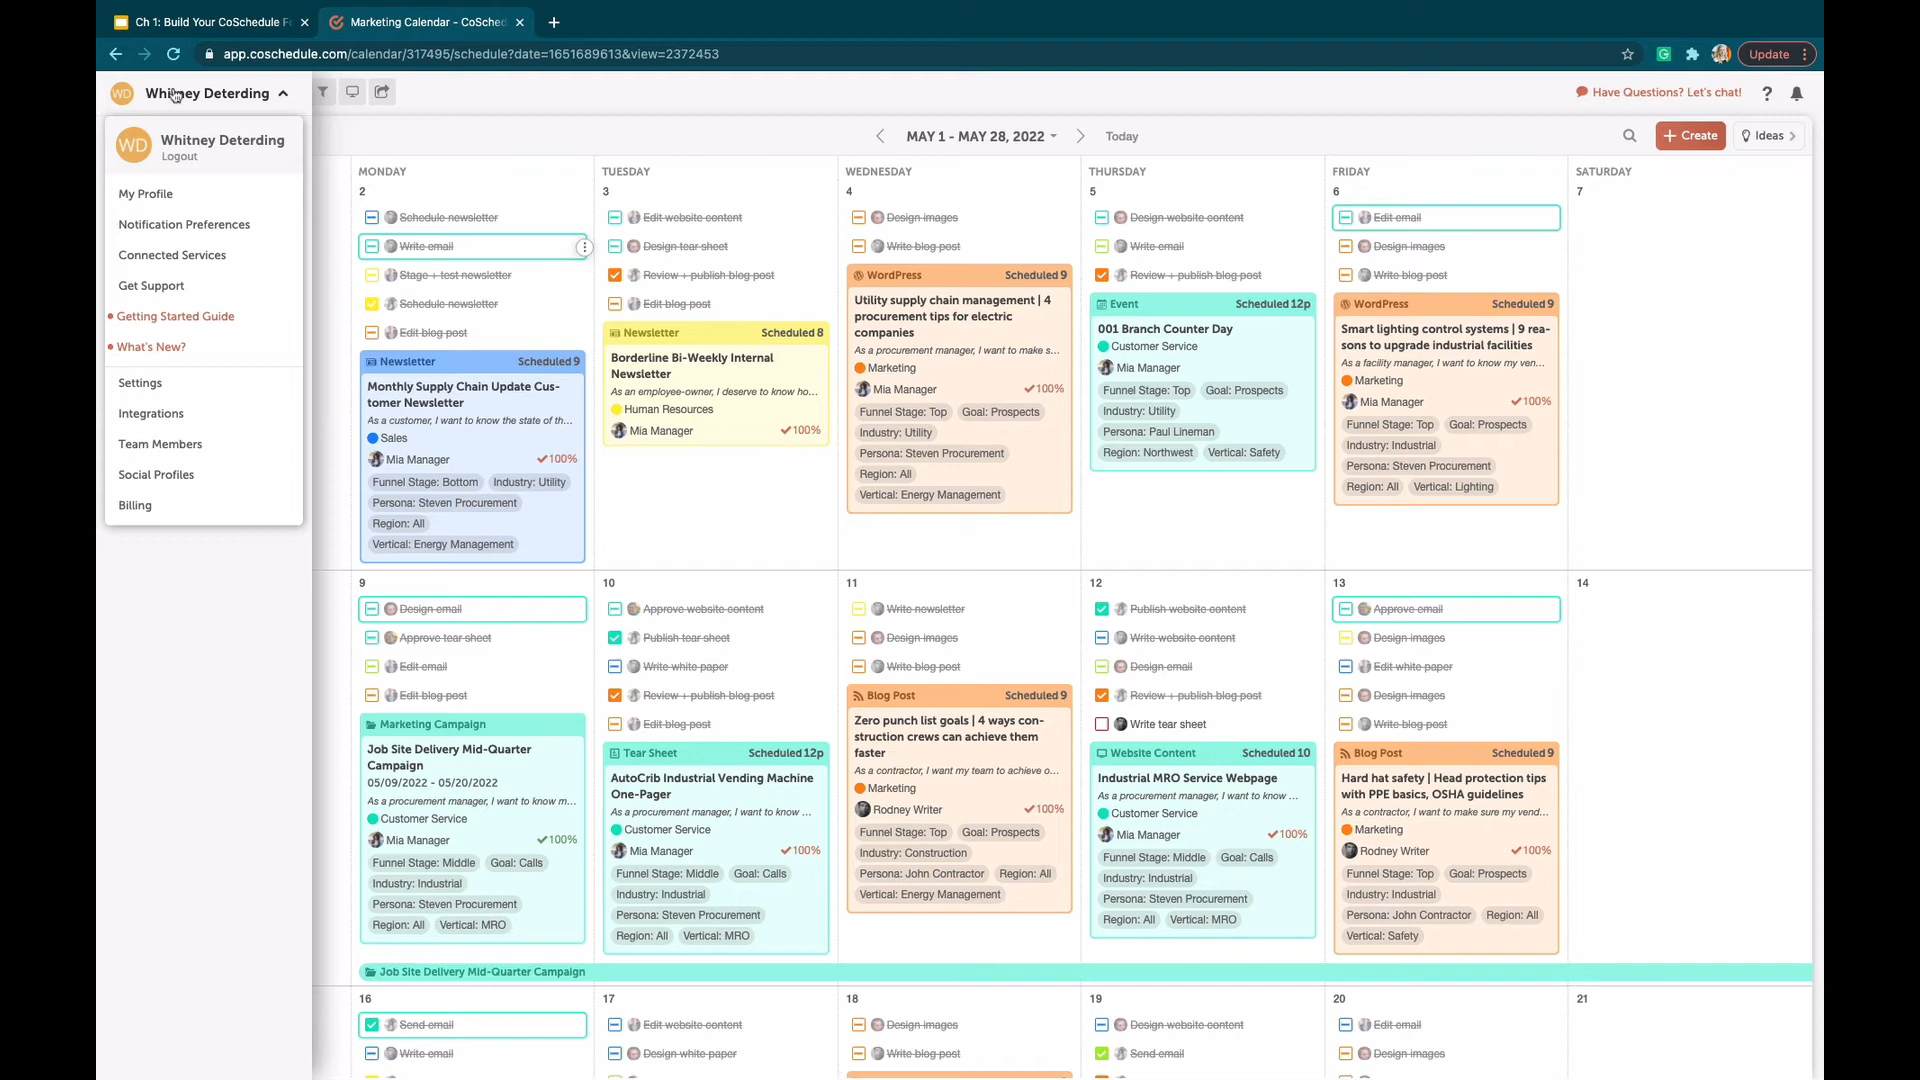 Ch 1: Build Your CoSchedule F
Marketing Calendar - CoSched
app.coschedule.com/calendar/317495/schedule?date=1651689613&view=2372453
Update
WD Whitney Deterding
Have Questions? Let's chat!
?
WD
Whitney Deterding
Logout
My Profile
Notification Preferences
Connected Services
Get Support
Getting Started Guide
What's New?
Settings
Integrations
Team Members
Social Profiles
Billing
MAY 1 - MAY 28, 2022
Today
+ Create
Ideas
MONDAY
2
Schedule newsletter
Write email
Stage + test newsletter
Schedule newsletter
Edit blog post
Newsletter Scheduled 9
Monthly Supply Chain Update Cus-
tomer Newsletter
As a customer, I want to know the state of th...
Sales
Mia Manager 100%
Funnel Stage: Bottom Industry: Utility
Persona: Steven Procurement
Region: All
Vertical: Energy Management
TUESDAY
3
Edit website content
Design tear sheet
Review + publish blog post
Edit blog post
Newsletter Scheduled 8
Borderline Bi-Weekly Internal
Newsletter
As an employee-owner, I deserve to know ho...
Human Resources
Mia Manager 100%
WEDNESDAY
4
Design images
Write blog post
WordPress Scheduled 9
Utility supply chain management | 4
procurement tips for electric
companies
As a procurement manager, I want to make s...
Marketing
Mia Manager 100%
Funnel Stage: Top Goal: Prospects
Industry: Utility
Persona: Steven Procurement
Region: All
Vertical: Energy Management
THURSDAY
5
Design website content
Write email
Review + publish blog post
Event Scheduled 12p
001 Branch Counter Day
Customer Service
Mia Manager
Funnel Stage: Top Goal: Prospects
Industry: Utility
Persona: Paul Lineman
Region: Northwest Vertical: Safety
FRIDAY
6
Edit email
Design images
Write blog post
WordPress Scheduled 9
Smart lighting control systems | 9 rea-
sons to upgrade industrial facilities
As a facility manager, I want to know my ven...
Marketing
Mia Manager 100%
Funnel Stage: Top Goal: Prospects
Industry: Industrial
Persona: Steven Procurement
Region: All Vertical: Lighting
SATURDAY
7
9
Design email
Approve tear sheet
Edit email
Edit blog post
Marketing Campaign
Job Site Delivery Mid-Quarter
Campaign
05/09/2022 - 05/20/2022
As a procurement manager, I want to know m...
Customer Service
Mia Manager 100%
Funnel Stage: Middle Goal: Calls
Industry: Industrial
Persona: Steven Procurement
Region: All Vertical: MRO
10
Approve website content
Publish tear sheet
Write white paper
Review + publish blog post
Edit blog post
Tear Sheet Scheduled 12p
AutoCrib Industrial Vending Machine
One-Pager
As a procurement manager, I want to know ...
Customer Service
Mia Manager 100%
Funnel Stage: Middle Goal: Calls
Industry: Industrial
Persona: Steven Procurement
Region: All Vertical: MRO
11
Write newsletter
Design images
Write blog post
Blog Post Scheduled 9
Zero punch list goals | 4 ways con-
struction crews can achieve them
faster
As a contractor, I want my team to achieve o...
Marketing
Rodney Writer 100%
Funnel Stage: Top Goal: Prospects
Industry: Construction
Persona: John Contractor Region: All
Vertical: Energy Management
12
Publish website content
Write website content
Design email
Review + publish blog post
Write tear sheet
Website Content Scheduled 10
Industrial MRO Service Webpage
As a procurement manager, I want to know ...
Customer Service
Mia Manager 100%
Funnel Stage: Middle Goal: Calls
Industry: Industrial
Persona: Steven Procurement
Region: All Vertical: MRO
13
Approve email
Design images
Edit white paper
Design images
Write blog post
Blog Post Scheduled 9
Hard hat safety | Head protection tips
with PPE basics, OSHA guidelines
As a contractor, I want to make sure my vend...
Marketing
Rodney Writer 100%
Funnel Stage: Top Goal: Prospects
Industry: Industrial
Persona: John Contractor Region: All
Vertical: Safety
14
Job Site Delivery Mid-Quarter Campaign
16
Send email
Write email
17
Edit website content
Design white paper
18
Design images
Write blog post
19
Design website content
Send email
20
Edit email
Design images
21